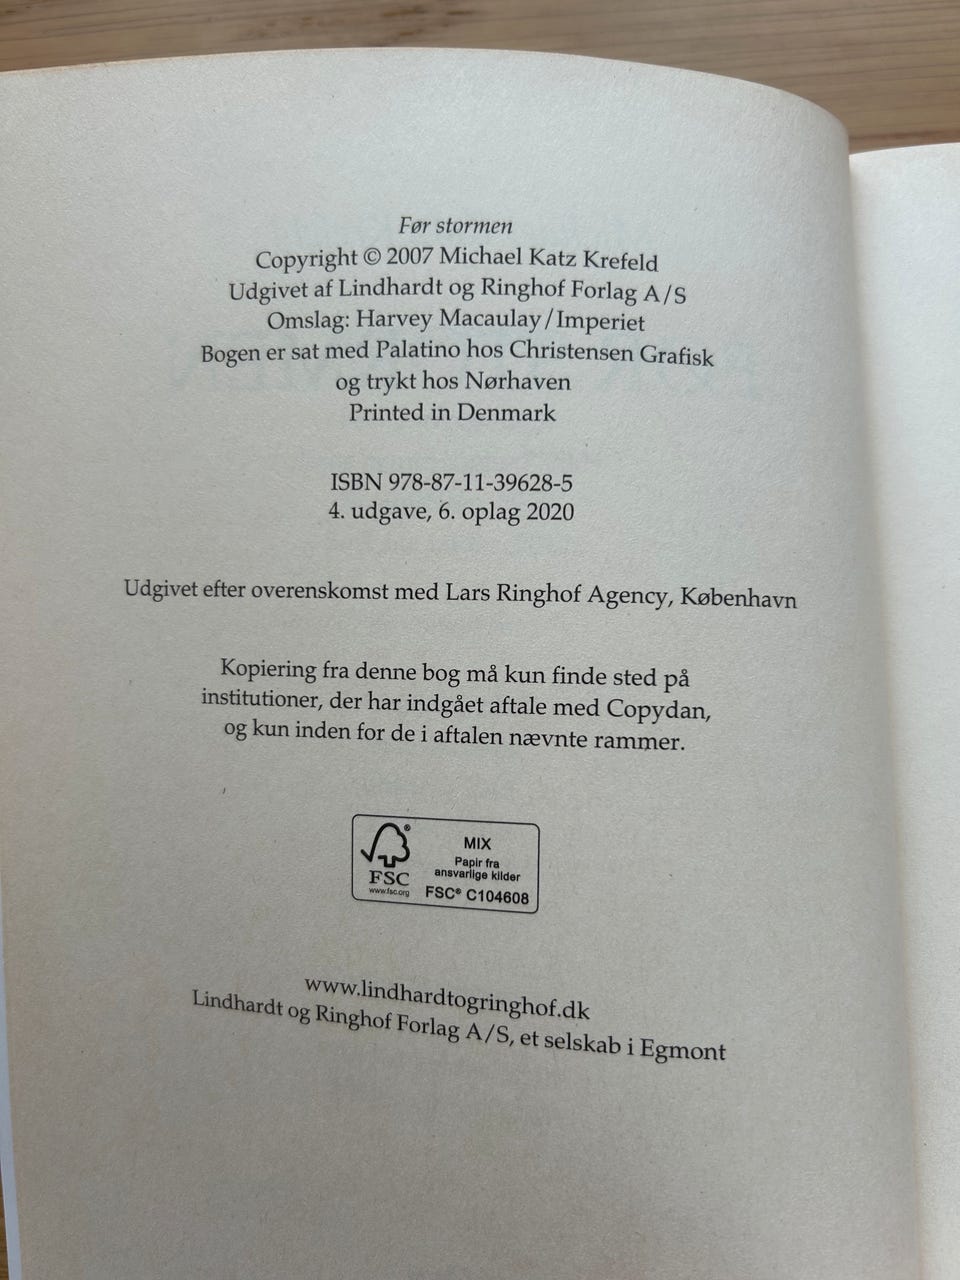 Før stormen
Copyright © 2007 Michael Katz Krefeld
Udgivet af Lindhardt og Ringhof Forlag A/S
Omslag: Harvey Macaulay/Imperiet
Bogen er sat med Palatino hos Christensen Grafisk
og trykt hos Nørhaven
Printed in Denmark
ISBN 978-87-11-39628-5
4. udgave, 6. oplag 2020
Udgivet efter overenskomst med Lars Ringhof Agency, København
Kopiering fra denne bog må kun finde sted på
institutioner, der har indgået aftale med Copydan,
og kun inden for de i aftalen nævnte rammer.
®
FSC
www.fsc.org
MIX
Papir fra
ansvarlige kilder
FSC® C104608
www.lindhardtogringhof.dk
Lindhardt og Ringhof Forlag A/S, et selskab i Egmont